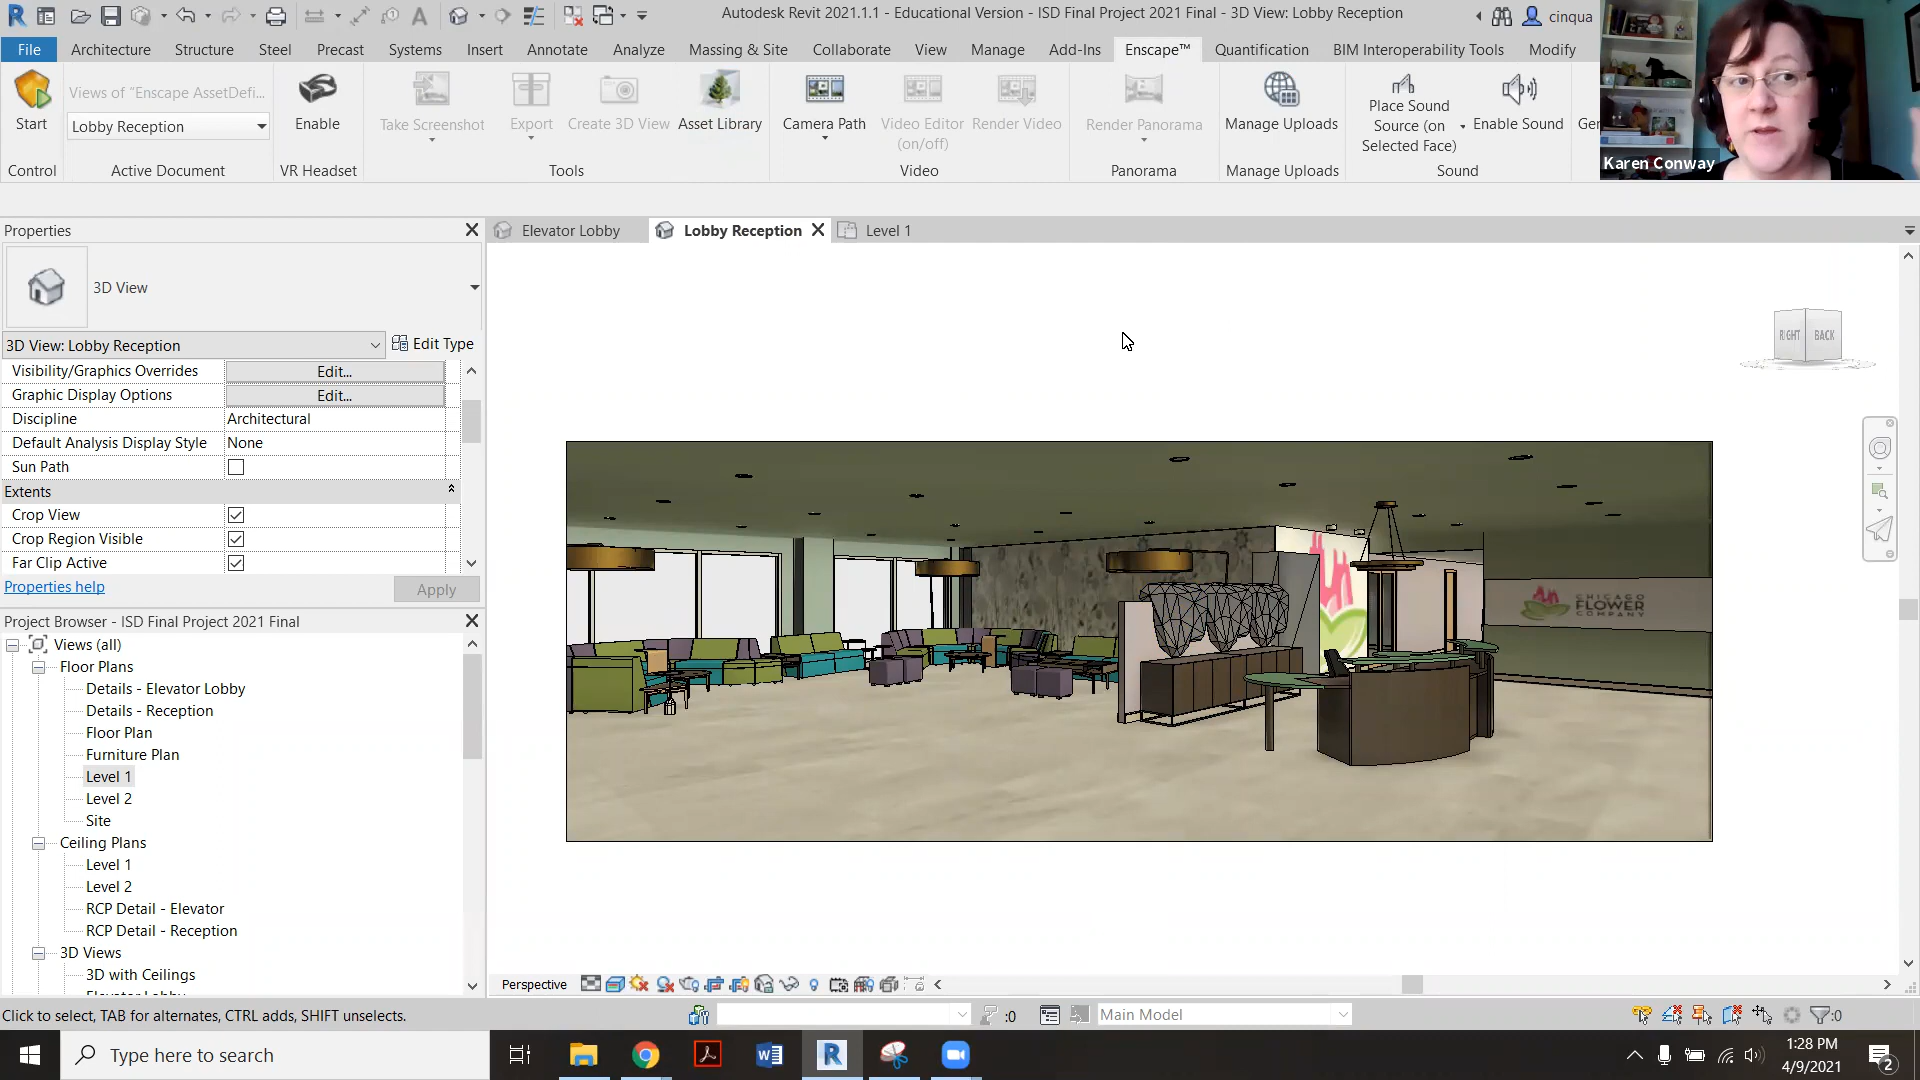 Autodesk Revit 2021.1.1 - Educational Version - ISD Final Project 2021 Final - 3D View: Lobby Reception
cinqua
File Architecture Structure Steel Precast Systems Insert Annotate Analyze Massing & Site Collaborate View Manage Add-Ins Enscape™ Quantification BIM Interoperability Tools Modify
Start
Views of "Enscape AssetDefi...
Lobby Reception
Enable
Take Screenshot
Export
Create 3D View
Asset Library
Camera Path
Video Editor
(on/off)
Render Video
Render Panorama
Manage Uploads
Place Sound
Source (on
Selected Face)
Enable Sound
Ger
Control Active Document VR Headset Tools Video Panorama Manage Uploads Sound
Karen Conway
Properties
Elevator Lobby
Lobby Reception
Level 1
3D View
3D View: Lobby Reception
Edit Type
Visibility/Graphics Overrides Edit...
Graphic Display Options Edit...
Discipline Architectural
Default Analysis Display Style None
Sun Path
Extents
Crop View
Crop Region Visible
Far Clip Active
Properties help
Apply
RIGHT BACK
CHICAGO
FLOWER
COMPANY
Project Browser - ISD Final Project 2021 Final
Views (all)
Floor Plans
Details - Elevator Lobby
Details - Reception
Floor Plan
Furniture Plan
Level 1
Level 2
Site
Ceiling Plans
Level 1
Level 2
RCP Detail - Elevator
RCP Detail - Reception
3D Views
3D with Ceilings
Elevator Lobby
Perspective
Click to select, TAB for alternates, CTRL adds, SHIFT unselects.
:0
Main Model
:0
Type here to search
1:28 PM
4/9/2021
2